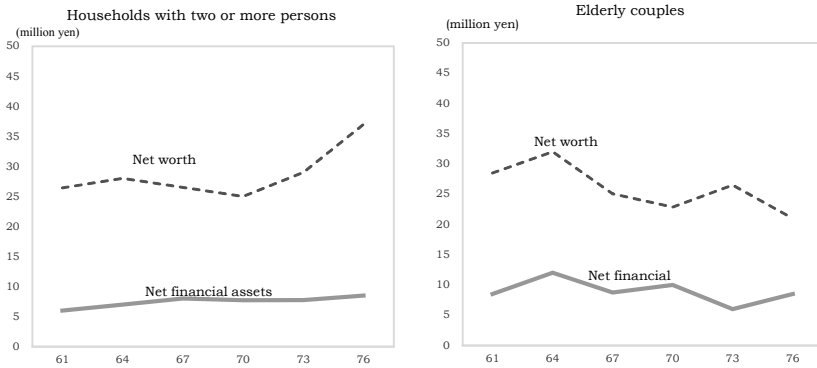 Households with two or more persons
(million yen)
50
45
40
35
30
25
20
15
10
5
0
Net worth
Net financial assets
61 64 67 70 73 76
Elderly couples
(million yen)
50
45
40
35
30
25
20
15
10
5
0
Net worth
Net financial
61 64 67 70 73 76